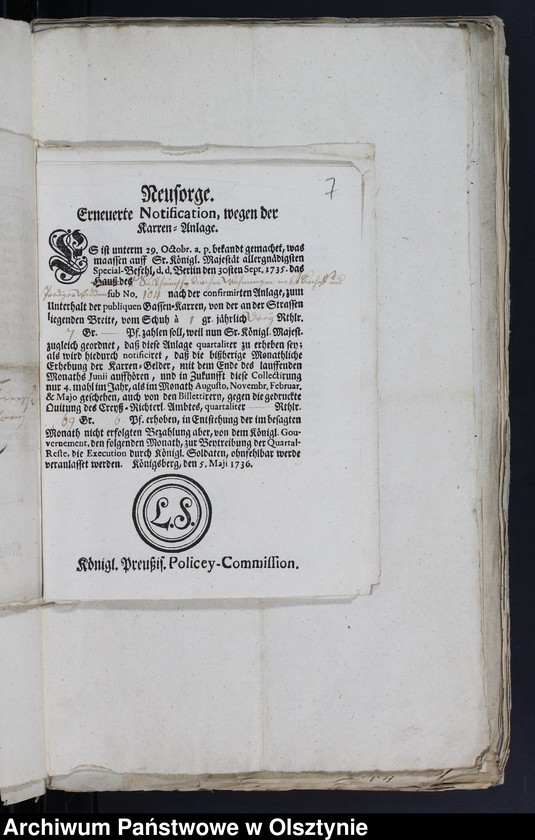 7
Neusorge.
Erneuerte Notification, wegen der
Karren-Anlage.
ES ist unterm 29. Octobr. a. p. bekandt gemachet, was
maassen auff Sr. Königl. Majestät allergnädigsten
Special-Befehl, d. d. Berlin den 30sten Sept. 1735. das
Hauß des
sub No. 104 nach der confirmirten Anlage, zum
Unterhalt der publiquen Gassen-Karren, von der an der Strassen
liegenden Breite, vom Schuh à 1 gr. jährlich Rthlr.
7 Gr. — Pf. zahlen soll, weil nun Sr. Königl. Majest.
zugleich geordnet, daß diese Anlage quartaliter zu erheben sey;
als wird hiedurch notificiret, daß die bißherige Monathliche
Erhebung der Karren-Gelder, mit dem Ende des lauffenden
Monaths Junii auffhören, und in Zukunfft diese Collectirung
nur 4. mahl im Jahr, als im Monath Augusto, Novembr, Februar,
& Majo geschehen, auch von den Billettirern, gegen die gedruckte
Quitung des Creyß-Richterl. Ambtes, quartaliter — Rthlr.
69 Gr. 6 Pf. erhoben, in Entstehung der im besagten
Monath nicht erfolgten Bezahlung aber, von dem Königl. Gou-
vernement, den folgenden Monath, zur Beytreibung der Quartal-
Reste, die Execution durch Königl. Soldaten, ohnfehlbar werde
veranlasset werden. Königsberg, den 5. Maji 1736.
L. S.
Königl. Preußis. Policey-Commission.
Archiwum Państwowe w Olsztynie